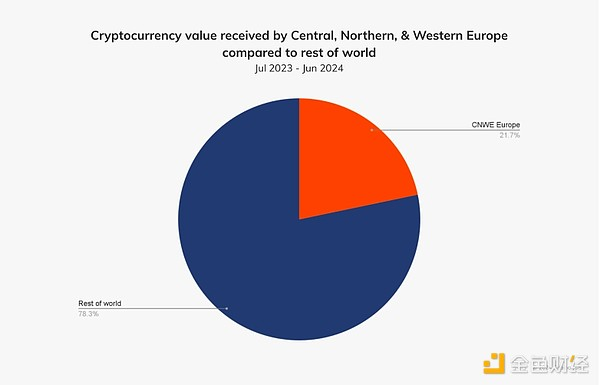 Cryptocurrency value received by Central, Northern, & Western Europe
compared to rest of world
Jul 2023 - Jun 2024
CNWE Europe
21.7%
Rest of world
78.3%
金色财经